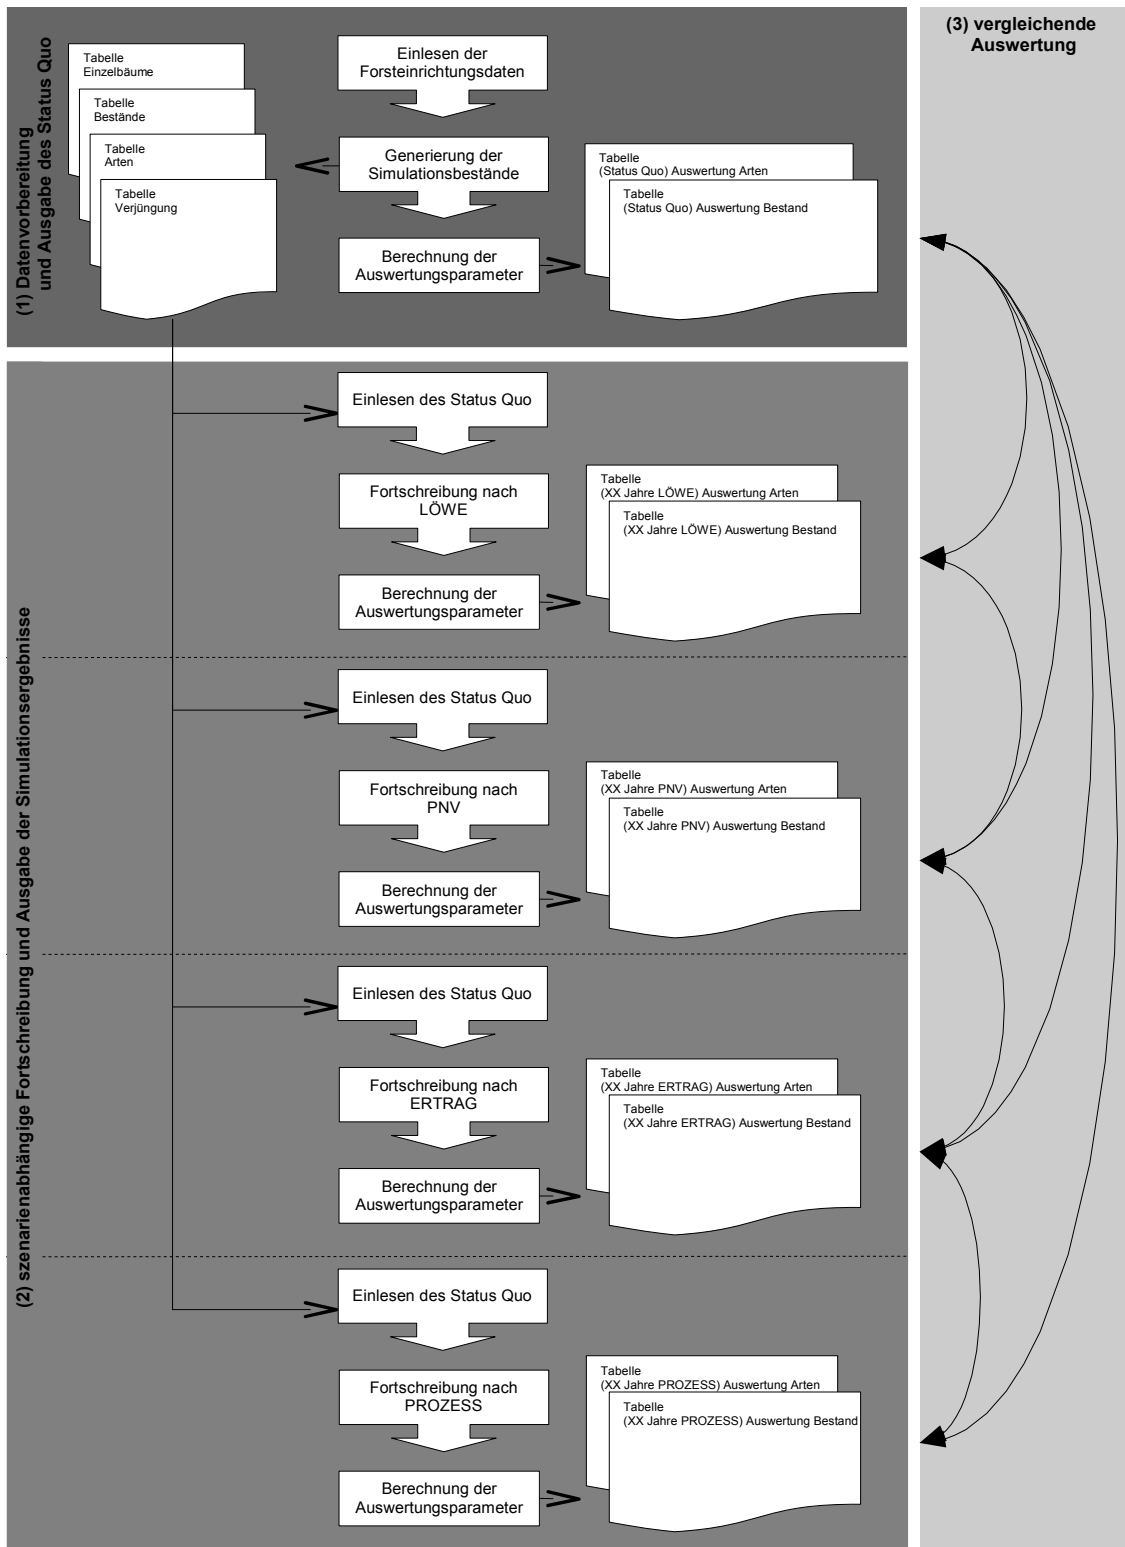 (1) Datenvorbereitung
und Ausgabe des Status Quo
Tabelle
Einzelbäume
Tabelle
Bestände
Tabelle
Arten
Tabelle
Verjüngung
Einlesen der
Forsteinrichtungsdaten
Generierung der
Simulationsbestände
Berechnung der
Auswertungsparameter
Tabelle
(Status Quo) Auswertung Arten
Tabelle
(Status Quo) Auswertung Bestand
(2) szenarienabhängige Fortschreibung und Ausgabe der Simulationsergebnisse
Einlesen des Status Quo
Fortschreibung nach
LÖWE
Berechnung der
Auswertungsparameter
Tabelle
(XX Jahre LÖWE) Auswertung Arten
Tabelle
(XX Jahre LÖWE) Auswertung Bestand
Einlesen des Status Quo
Fortschreibung nach
PNV
Berechnung der
Auswertungsparameter
Tabelle
(XX Jahre PNV) Auswertung Arten
Tabelle
(XX Jahre PNV) Auswertung Bestand
Einlesen des Status Quo
Fortschreibung nach
ERTRAG
Berechnung der
Auswertungsparameter
Tabelle
(XX Jahre ERTRAG) Auswertung Arten
Tabelle
(XX Jahre ERTRAG) Auswertung Bestand
Einlesen des Status Quo
Fortschreibung nach
PROZESS
Berechnung der
Auswertungsparameter
Tabelle
(XX Jahre PROZESS) Auswertung Arten
Tabelle
(XX Jahre PROZESS) Auswertung Bestand
(3) vergleichende
Auswertung